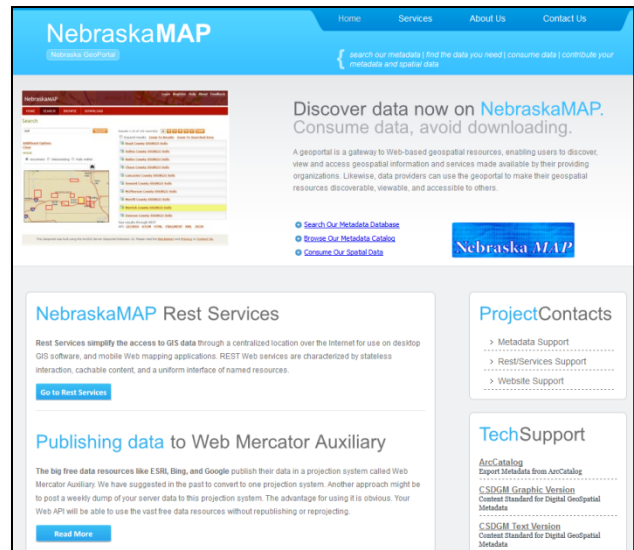 NebraskaMAP
Nebraska GeoPortal
Home Services About Us Contact Us
{ search our metadata | find the data you need | consume data | contribute your
metadata and spatial data
NebraskaMAP
Login Register Help About Feedback
HOME SEARCH BROWSE DOWNLOAD
Search
Discover data now on NebraskaMAP.
Consume data, avoid downloading.
A geoportal is a gateway to Web-based geospatial resources, enabling users to discover,
view and access geospatial information and services made available by their providing
organizations. Likewise, data providers can use the geoportal to make their geospatial
resources discoverable, viewable, and accessible to others.
Search Our Metadata Database
Browse Our Metadata Catalog
Consume Our Spatial Data
Nebraska MAP
NebraskaMAP Rest Services
Rest Services simplify the access to GIS data through a centralized location over the Internet for use on desktop
GIS software, and mobile Web mapping applications. REST Web services are characterized by stateless
interaction, cachable content, and a uniform interface of named resources.
Go to Rest Services
Publishing data to Web Mercator Auxiliary
The big free data resources like ESRI, Bing, and Google publish their data in a projection system called Web
Mercator Auxiliary. We have suggested in the past to convert to one projection system. Another approach might be
to post a weekly dump of your server data to this projection system. The advantage for using it is obvious. Your
Web API will be able to use the vast free data resources without republishing or reprojecting.
Read More
ProjectContacts
> Metadata Support
> Rest/Services Support
> Website Support
TechSupport
ArcCatalog
Export Metadata from ArcCatalog
CSDGM Graphic Version
Content Standard for Digital GeoSpatial
Metadata
CSDGM Text Version
Content Standard for Digital GeoSpatial
Metadata